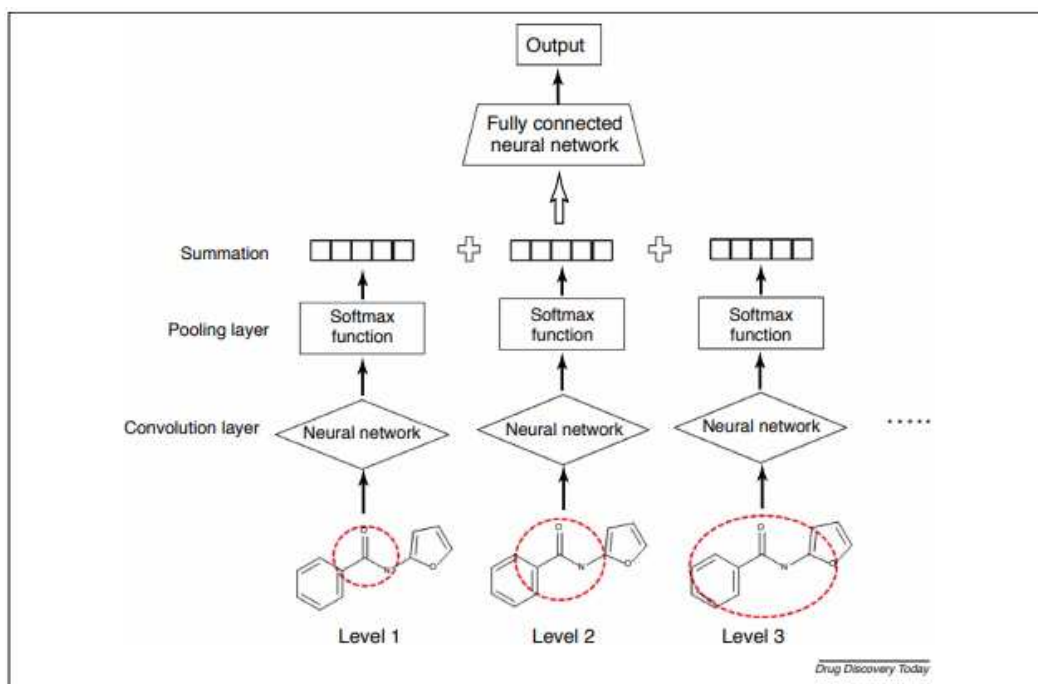 Output
Fully connected
neural network
Summation
Pooling layer
Softmax
function
Softmax
function
Softmax
function
Convolution layer
Neural network
Neural network
Neural network
.....
O
N
O
O
N
O
O
N
O
Level 1
Level 2
Level 3
Drug Discovery Today